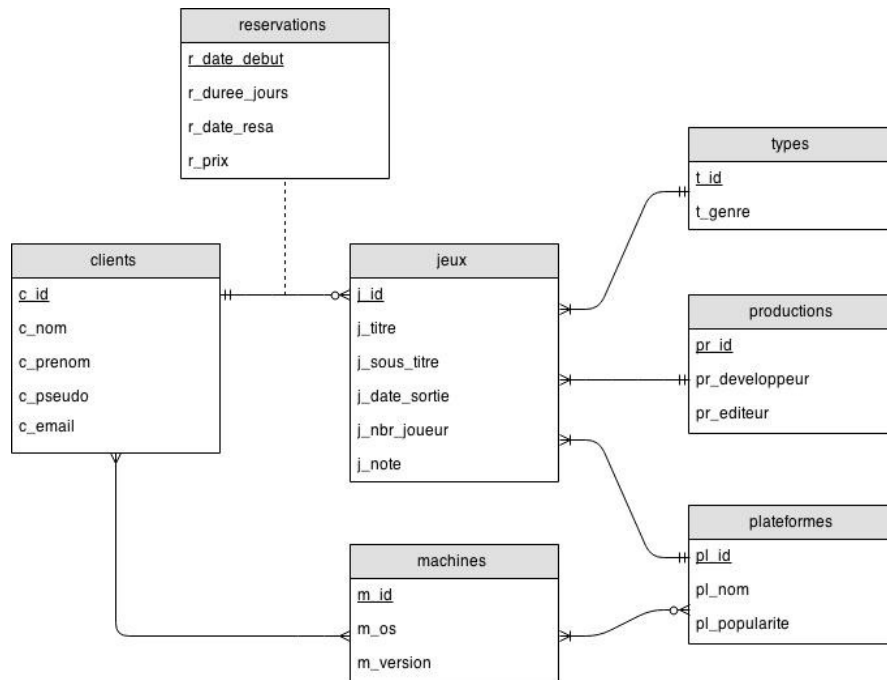 reservations
r_date_debut
r_duree_jours
r_date_resa
r_prix
types
t_id
t_genre
clients
c_id
c_nom
c_prenom
c_pseudo
c_email
jeux
j_id
j_titre
j_sous_titre
j_date_sortie
j_nbr_joueur
j_note
productions
pr_id
pr_developpeur
pr_editeur
machines
m_id
m_os
m_version
plateformes
pl_id
pl_nom
pl_popularite